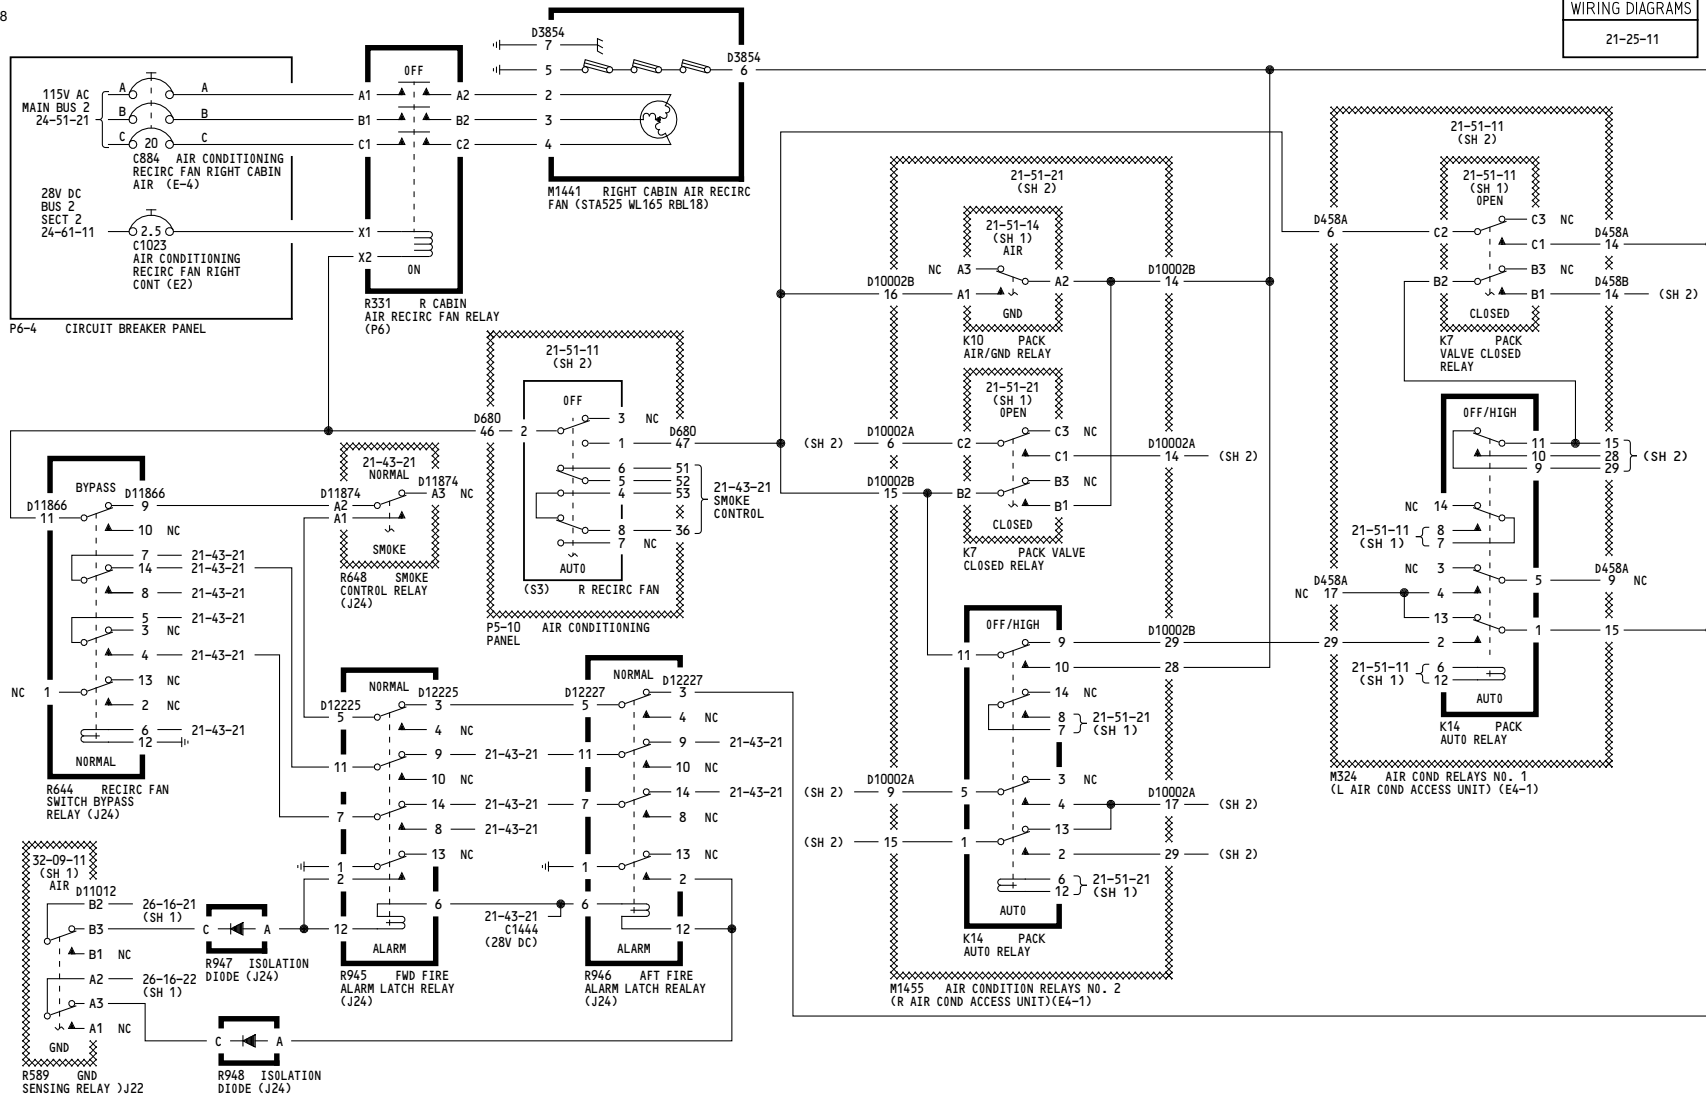 8
WIRING DIAGRAMS
21-25-11
115V AC
MAIN BUS 2
24-51-21
A
A
B
B
C
20
C
C884 AIR CONDITIONING
RECIRC FAN RIGHT CABIN
AIR (E-4)
28V DC
BUS 2
SECT 2
24-61-11
2.5
C1023
AIR CONDITIONING
RECIRC FAN RIGHT
CONT (E2)
P6-4 CIRCUIT BREAKER PANEL
OFF
A1 A2
B1 B2
C1 C2
X1
X2
ON
R331 R CABIN
AIR RECIRC FAN RELAY
(P6)
D3854
7
5
D3854
6
2
3
4
M1441 RIGHT CABIN AIR RECIRC
FAN (STA525 WL165 RBL18)
21-51-11
(SH 2)
OFF
D680
46 2
3 NC
1
D680
47
6 51
5 52
4 53
8 36
7 NC
21-43-21
SMOKE
CONTROL
AUTO
(S3) R RECIRC FAN
P5-10 AIR CONDITIONING
PANEL
21-43-21
NORMAL
D11874
A2
A1
D11874
A3 NC
SMOKE
R648 SMOKE
CONTROL RELAY
(J24)
BYPASS
D11866
11
D11866
9
10 NC
7 21-43-21
14 21-43-21
8 21-43-21
5 21-43-21
3 NC
4 21-43-21
NC 1
13 NC
2 NC
6 21-43-21
12
NORMAL
R644 RECIRC FAN
SWITCH BYPASS
RELAY (J24)
NORMAL
D12225
5
D12225
3
4 NC
11
9 21-43-21
10 NC
7
14 21-43-21
8 21-43-21
1
2
13 NC
6
12
ALARM
R945 FWD FIRE
ALARM LATCH RELAY
(J24)
21-43-21
C1444
(28V DC)
NORMAL
D12227
5
D12227
3
4 NC
11
9 21-43-21
10 NC
7
14 21-43-21
8 NC
1
13 NC
2
6
12
ALARM
R946 AFT FIRE
ALARM LATCH REALAY
(J24)
32-09-11
(SH 1)
AIR
D11012
B2 26-16-21
(SH 1)
B3
B1 NC
A2 26-16-22
(SH 1)
A3
A1 NC
GND
R589 GND
SENSING RELAY )J22
C A
R947 ISOLATION
DIODE (J24)
C A
R948 ISOLATION
DIODE (J24)
21-51-21
(SH 2)
21-51-14
(SH 1)
AIR
D10002B
16
NC A3
A1
A2
D10002B
14
GND
K10 PACK
AIR/GND RELAY
21-51-21
(SH 1)
OPEN
(SH 2)
D10002A
6
C2
C3 NC
C1
D10002A
14 (SH 2)
D10002B
15
B2
B3 NC
B1
CLOSED
K7 PACK VALVE
CLOSED RELAY
OFF/HIGH
11
9
D10002B
29
10 28
14 NC
8
7
21-51-21
(SH 1)
(SH 2)
D10002A
9
5
3 NC
4
D10002A
17 (SH 2)
(SH 2) 15 1
13
2 29 (SH 2)
6
12
21-51-21
(SH 1)
AUTO
K14 PACK
AUTO RELAY
M1455 AIR CONDITION RELAYS NO. 2
(R AIR COND ACCESS UNIT)(E4-1)
21-51-11
(SH 2)
21-51-11
(SH 1)
OPEN
D458A
6
C2
C3 NC
C1
D458A
14
B2
B3 NC
B1
D458B
14 (SH 2)
CLOSED
K7 PACK
VALVE CLOSED
RELAY
OFF/HIGH
11 15
10 28
9 29
(SH 2)
NC 14
21-51-11
(SH 1)
8
7
NC 3
5
D458A
9 NC
D458A
NC 17
4
13
29 2
1 15
21-51-11
(SH 1)
6
12
AUTO
K14 PACK
AUTO RELAY
M324 AIR COND RELAYS NO. 1
(L AIR COND ACCESS UNIT) (E4-1)